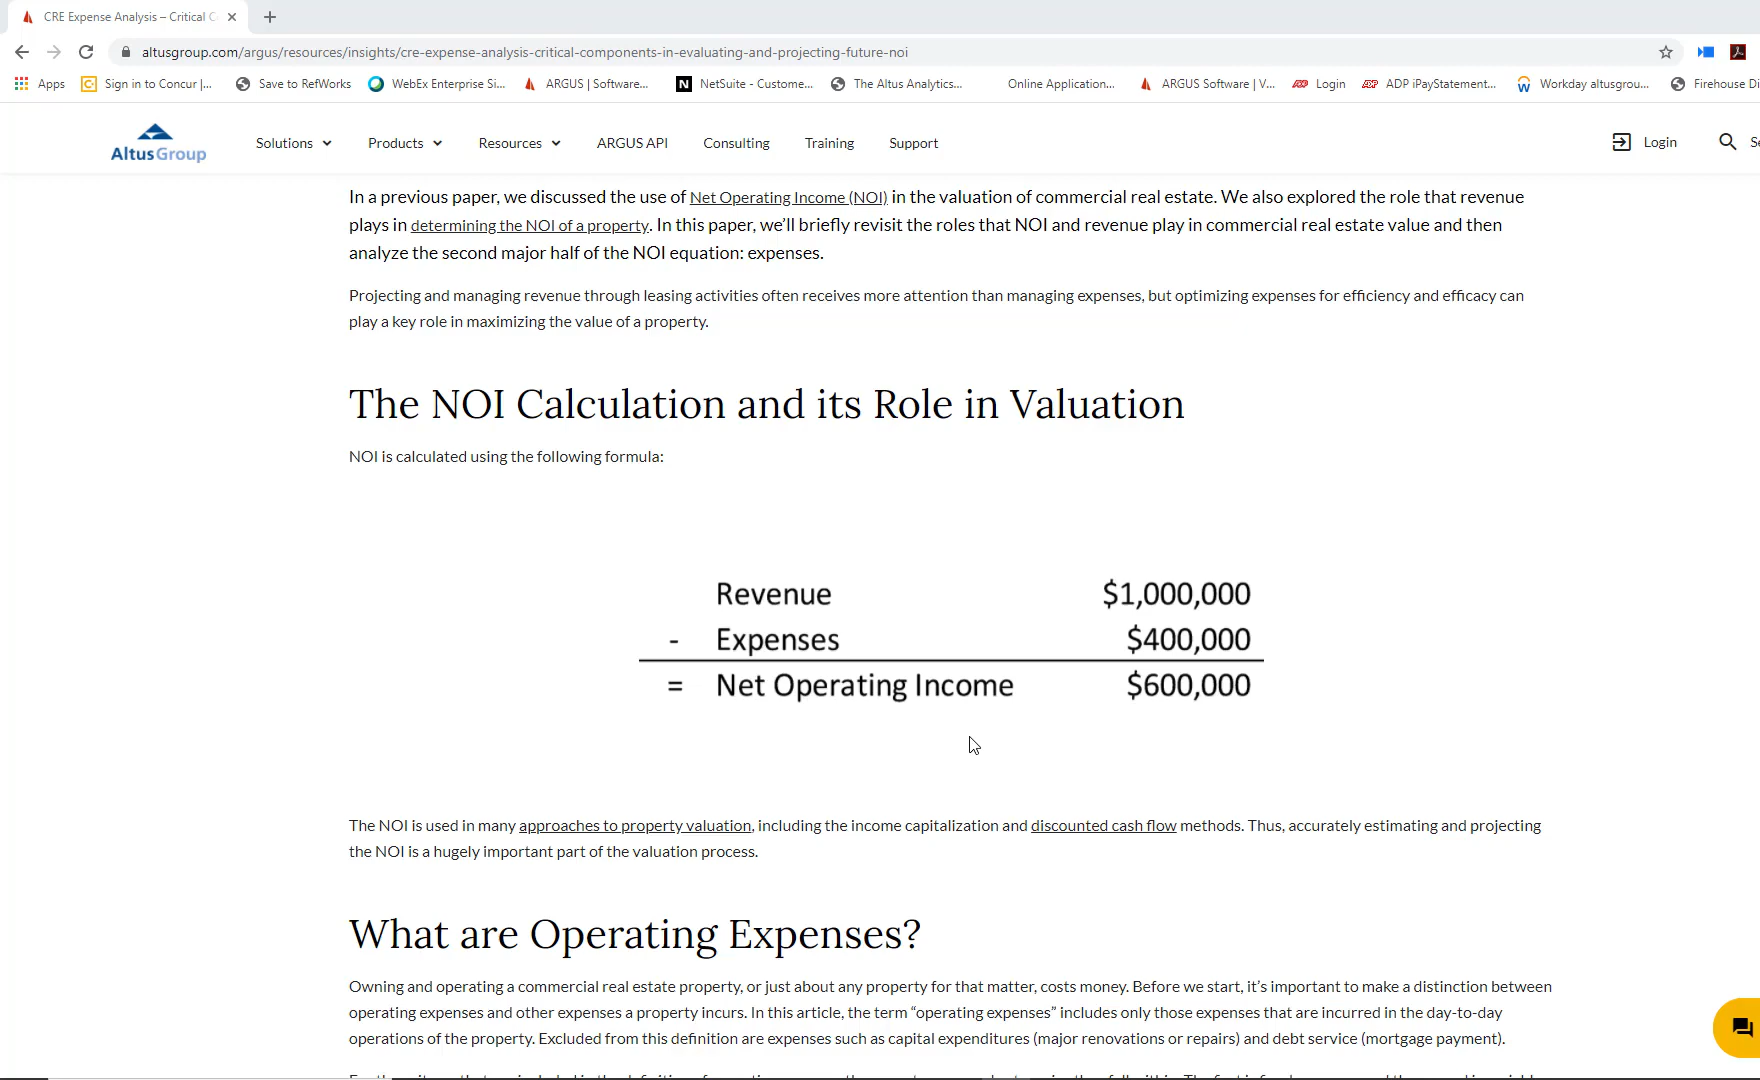 CRE Expense Analysis – Critical C
altusgroup.com/argus/resources/insights/cre-expense-analysis-critical-components-in-evaluating-and-projecting-future-noi
Apps Sign in to Concur |... Save to RefWorks WebEx Enterprise Si... ARGUS | Software... NetSuite - Custome... The Altus Analytics... Online Application... ARGUS Software | V... Login ADP iPayStatement... Workday altusgrou... Firehouse Di
AltusGroup Solutions Products Resources ARGUS API Consulting Training Support Login Se
In a previous paper, we discussed the use of Net Operating Income (NOI) in the valuation of commercial real estate. We also explored the role that revenue
plays in determining the NOI of a property. In this paper, we’ll briefly revisit the roles that NOI and revenue play in commercial real estate value and then
analyze the second major half of the NOI equation: expenses.
Projecting and managing revenue through leasing activities often receives more attention than managing expenses, but optimizing expenses for efficiency and efficacy can
play a key role in maximizing the value of a property.
The NOI Calculation and its Role in Valuation
NOI is calculated using the following formula:
Revenue $1,000,000
- Expenses $400,000
= Net Operating Income $600,000
The NOI is used in many approaches to property valuation, including the income capitalization and discounted cash flow methods. Thus, accurately estimating and projecting
the NOI is a hugely important part of the valuation process.
What are Operating Expenses?
Owning and operating a commercial real estate property, or just about any property for that matter, costs money. Before we start, it’s important to make a distinction between
operating expenses and other expenses a property incurs. In this article, the term “operating expenses” includes only those expenses that are incurred in the day-to-day
operations of the property. Excluded from this definition are expenses such as capital expenditures (major renovations or repairs) and debt service (mortgage payment).